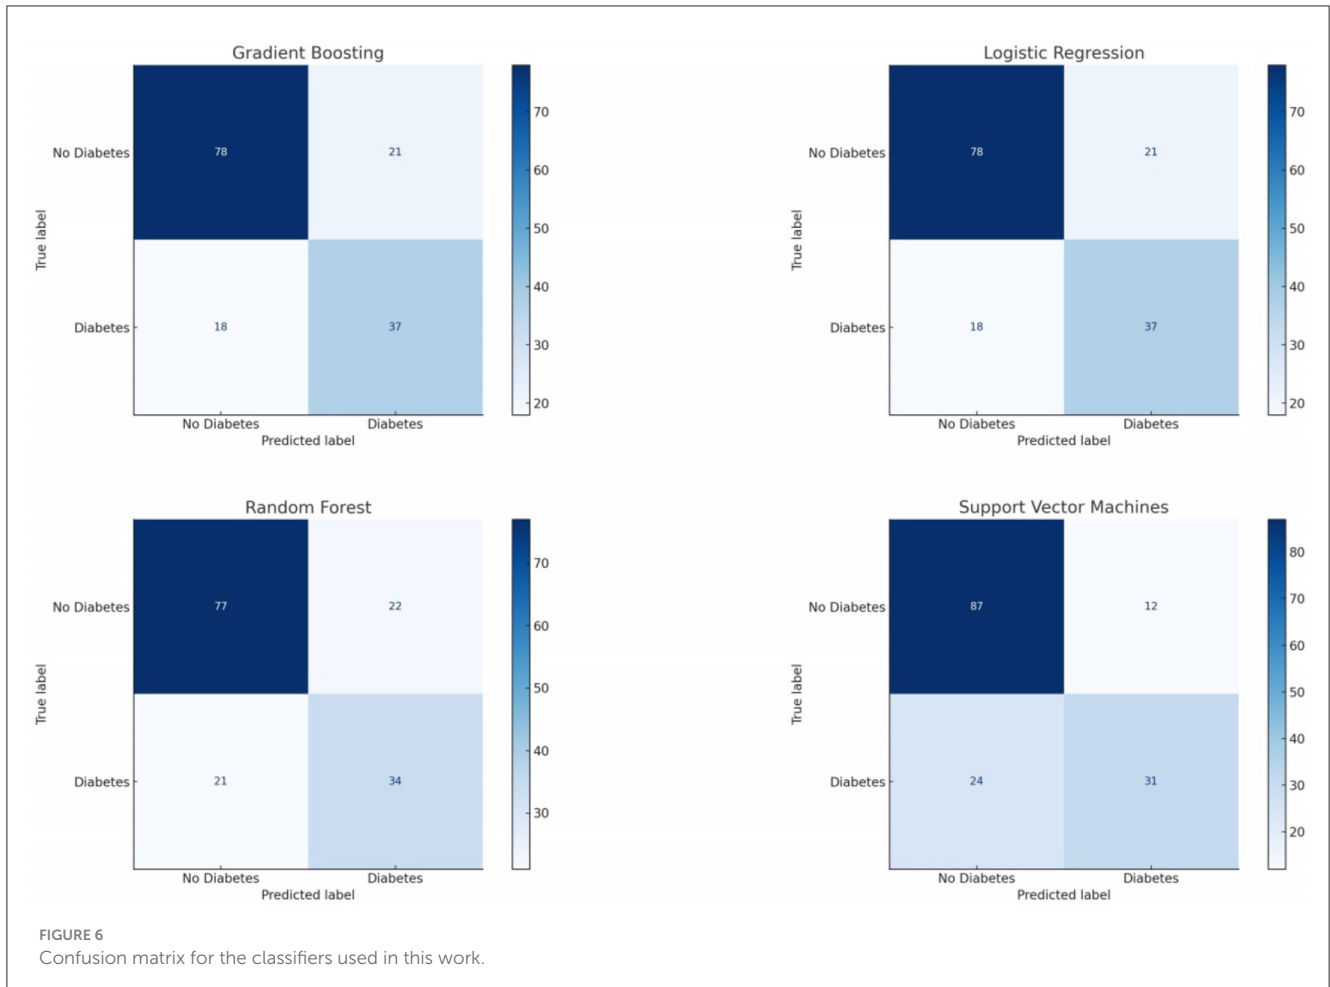 Gradient Boosting
No Diabetes
78
21
70
60
50
40
30
20
True label
Diabetes
18
37
No Diabetes
Diabetes
Predicted label
Logistic Regression
No Diabetes
78
21
70
60
50
40
30
20
True label
Diabetes
18
37
No Diabetes
Diabetes
Predicted label
Random Forest
No Diabetes
77
22
70
60
50
40
30
True label
Diabetes
21
34
No Diabetes
Diabetes
Predicted label
Support Vector Machines
No Diabetes
87
12
80
70
60
50
40
30
20
True label
Diabetes
24
31
No Diabetes
Diabetes
Predicted label
FIGURE 6
Confusion matrix for the classifiers used in this work.